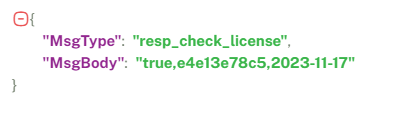 {
"MsgType": "resp_check_license",
"MsgBody": "true,e4e13e78c5,2023-11-17"
}